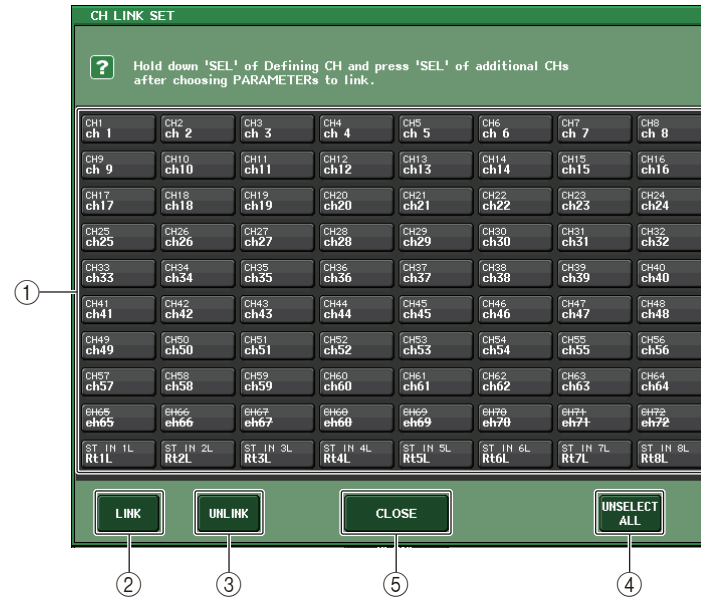 CH LINK SET
? Hold down 'SEL' of Defining CH and press 'SEL' of additional CHs
after choosing PARAMETERs to link.
CH1 CH2 CH3 CH4 CH5 CH6 CH7 CH8
ch 1 ch 2 ch 3 ch 4 ch 5 ch 6 ch 7 ch 8
CH9 CH10 CH11 CH12 CH13 CH14 CH15 CH16
ch 9 ch10 ch11 ch12 ch13 ch14 ch15 ch16
CH17 CH18 CH19 CH20 CH21 CH22 CH23 CH24
ch17 ch18 ch19 ch20 ch21 ch22 ch23 ch24
CH25 CH26 CH27 CH28 CH29 CH30 CH31 CH32
ch25 ch26 ch27 ch28 ch29 ch30 ch31 ch32
CH33 CH34 CH35 CH36 CH37 CH38 CH39 CH40
ch33 ch34 ch35 ch36 ch37 ch38 ch39 ch40
1
CH41 CH42 CH43 CH44 CH45 CH46 CH47 CH48
ch41 ch42 ch43 ch44 ch45 ch46 ch47 ch48
CH49 CH50 CH51 CH52 CH53 CH54 CH55 CH56
ch49 ch50 ch51 ch52 ch53 ch54 ch55 ch56
CH57 CH58 CH59 CH60 CH61 CH62 CH63 CH64
ch57 ch58 ch59 ch60 ch61 ch62 ch63 ch64
CH65 CH66 CH67 CH68 CH69 CH70 CH71 CH72
ch65 ch66 ch67 ch68 ch69 ch70 ch71 ch72
ST IN 1L ST IN 2L ST IN 3L ST IN 4L ST IN 5L ST IN 6L ST IN 7L ST IN 8L
Rt1L Rt2L Rt3L Rt4L Rt5L Rt6L Rt7L Rt8L
LINK UNLINK CLOSE UNSELECT
ALL
2 3 5 4